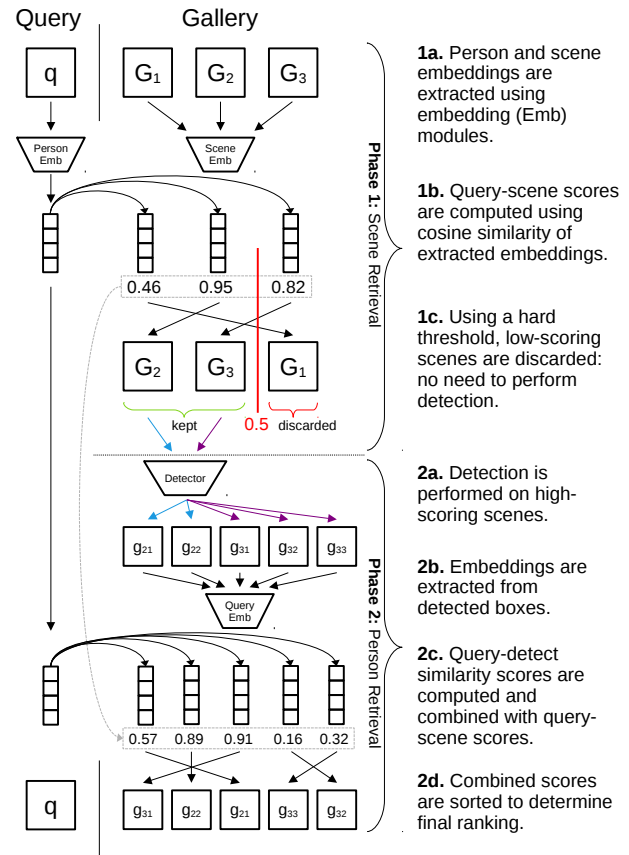 Query
Gallery
q
G1
G2
G3
Person
Emb
Scene
Emb
0.46
0.95
0.82
G2
G3
G1
kept
0.5
discarded
Phase 1: Scene Retrieval
1a. Person and scene
embeddings are
extracted using
embedding (Emb)
modules.
1b. Query-scene scores
are computed using
cosine similarity of
extracted embeddings.
1c. Using a hard
threshold, low-scoring
scenes are discarded:
no need to perform
detection.
Detector
g21
g22
g31
g32
g33
Query
Emb
0.57
0.89
0.91
0.16
0.32
q
g31
g22
g21
g33
g32
Phase 2: Person Retrieval
2a. Detection is
performed on high-
scoring scenes.
2b. Embeddings are
extracted from
detected boxes.
2c. Query-detect
similarity scores are
computed and
combined with query-
scene scores.
2d. Combined scores
are sorted to determine
final ranking.